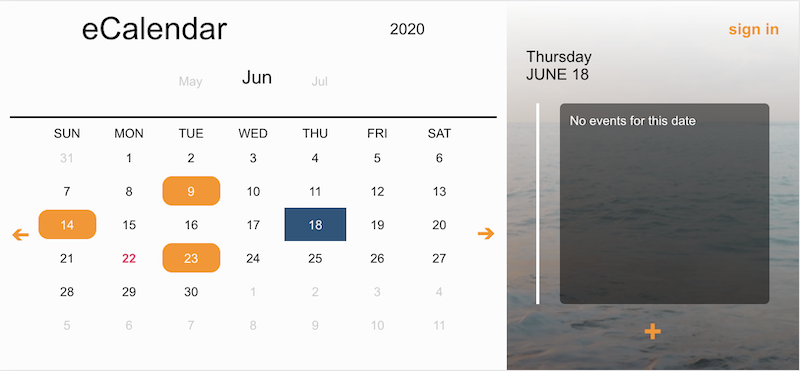 eCalendar
2020
May Jun Jul
SUN MON TUE WED THU FRI SAT
31 1 2 3 4 5 6
7 8 9 10 11 12 13
14 15 16 17 18 19 20
21 22 23 24 25 26 27
28 29 30 1 2 3 4
5 6 7 8 9 10 11
sign in
Thursday
JUNE 18
No events for this date